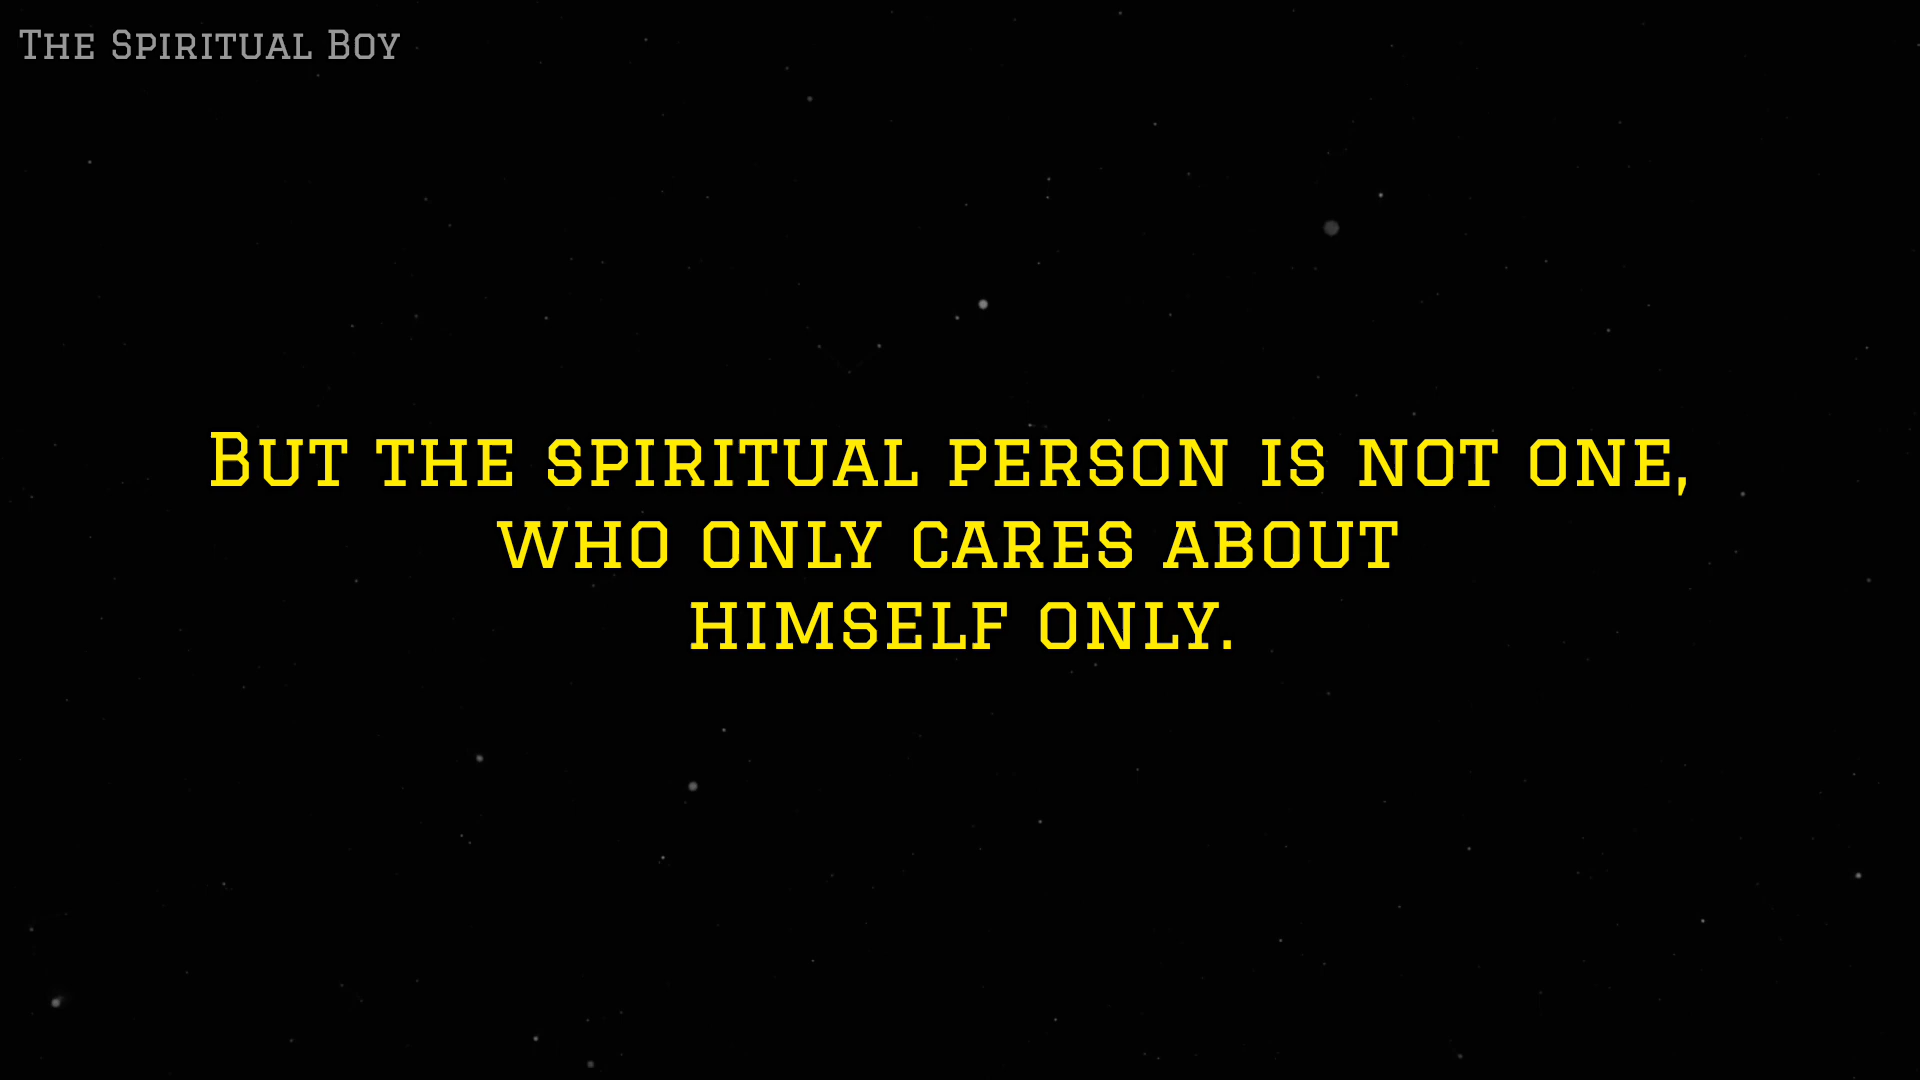 The Spiritual Boy
But the spiritual person is not one,
who only cares about
himself only.